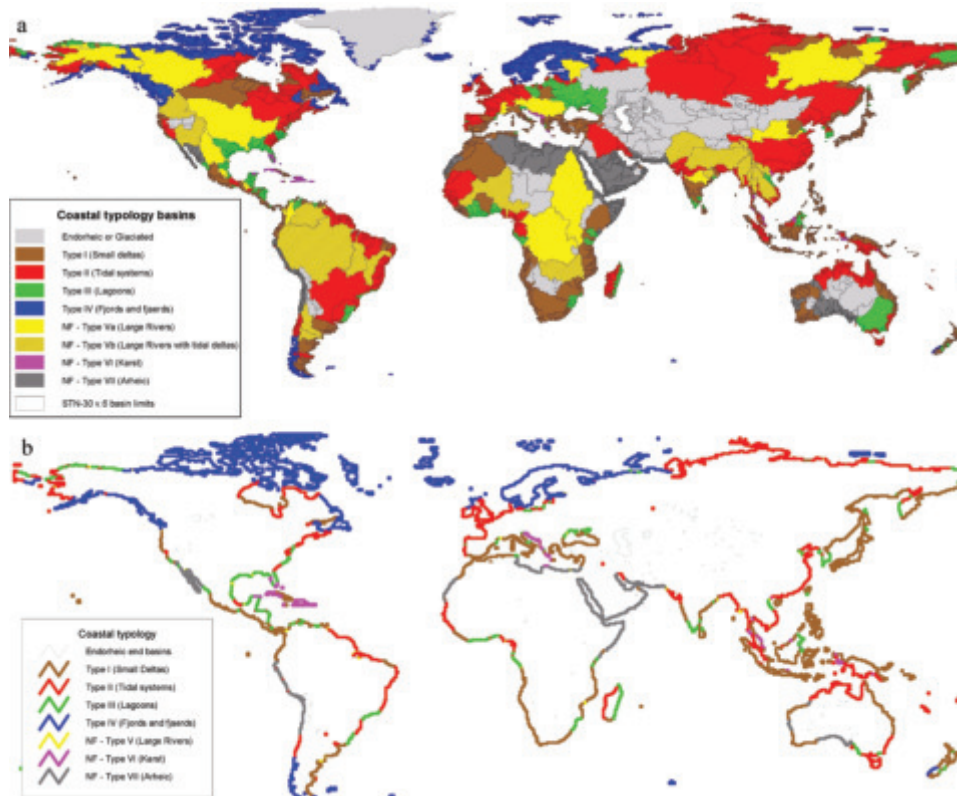 a
Coastal typology basins
Endorheic or Glaciated
Type I (Small deltas)
Type II (Tidal systems)
Type III (Lagoons)
Type IV (Fjords and fjaerds)
NF - Type Va (Large Rivers)
NF - Type Vb (Large Rivers with tidal deltas)
NF - Type VI (Karst)
NF - Type VII (Arheic)
STN-30 v.6 basin limits
b
Coastal typology
Endorheic end basins
Type I (Small Deltas)
Type II (Tidal systems)
Type III (Lagoons)
Type IV (Fjords and fjaerds)
NF - Type V (Large Rivers)
NF - Type VI (Karst)
NF - Type VII (Arheic)